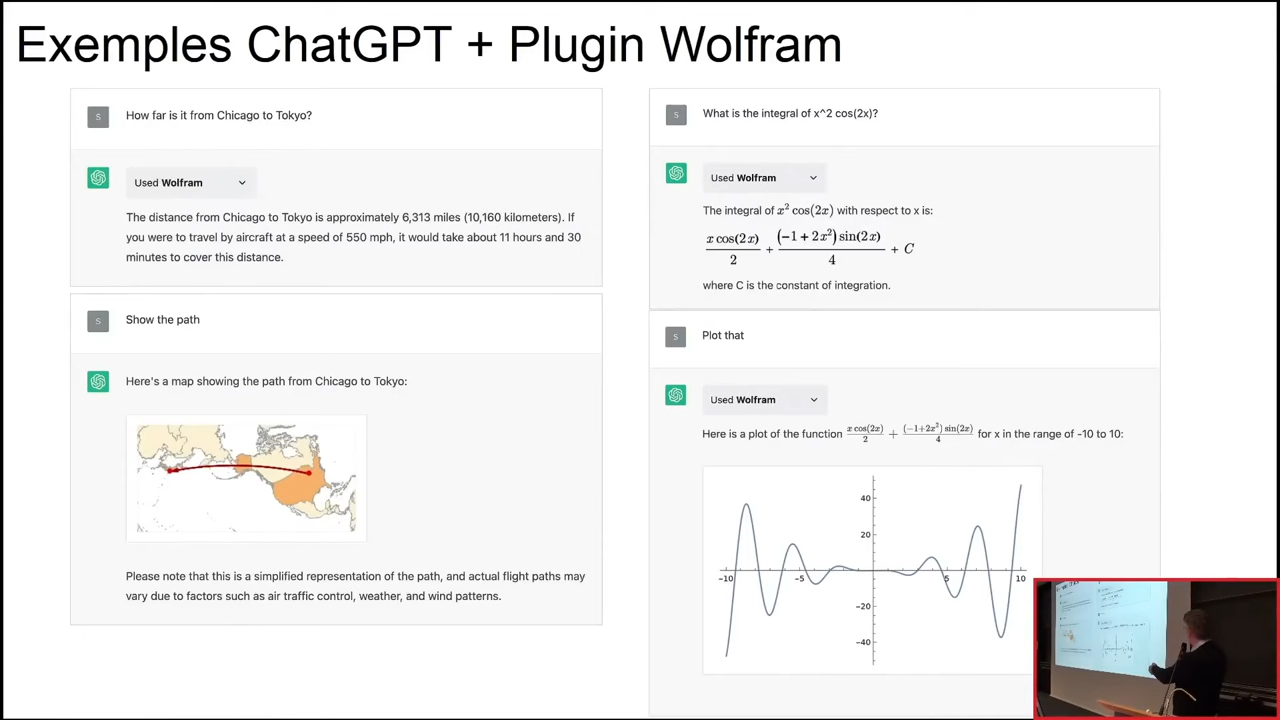 Exemples ChatGPT + Plugin Wolfram
S
How far is it from Chicago to Tokyo?
Used Wolfram
The distance from Chicago to Tokyo is approximately 6,313 miles (10,160 kilometers). If
you were to travel by aircraft at a speed of 550 mph, it would take about 11 hours and 30
minutes to cover this distance.
S
Show the path
Here's a map showing the path from Chicago to Tokyo:
Please note that this is a simplified representation of the path, and actual flight paths may
vary due to factors such as air traffic control, weather, and wind patterns.
S
What is the integral of x^2 cos(2x)?
Used Wolfram
The integral of x² cos(2x) with respect to x is:
x cos(2x)/2 + (-1 + 2x²) sin(2x)/4 + C
where C is the constant of integration.
S
Plot that
Used Wolfram
Here is a plot of the function x cos(2x)/2 + (-1+2x²) sin(2x)/4 for x in the range of -10 to 10:
40
20
-10 -5 5 10
-20
-40